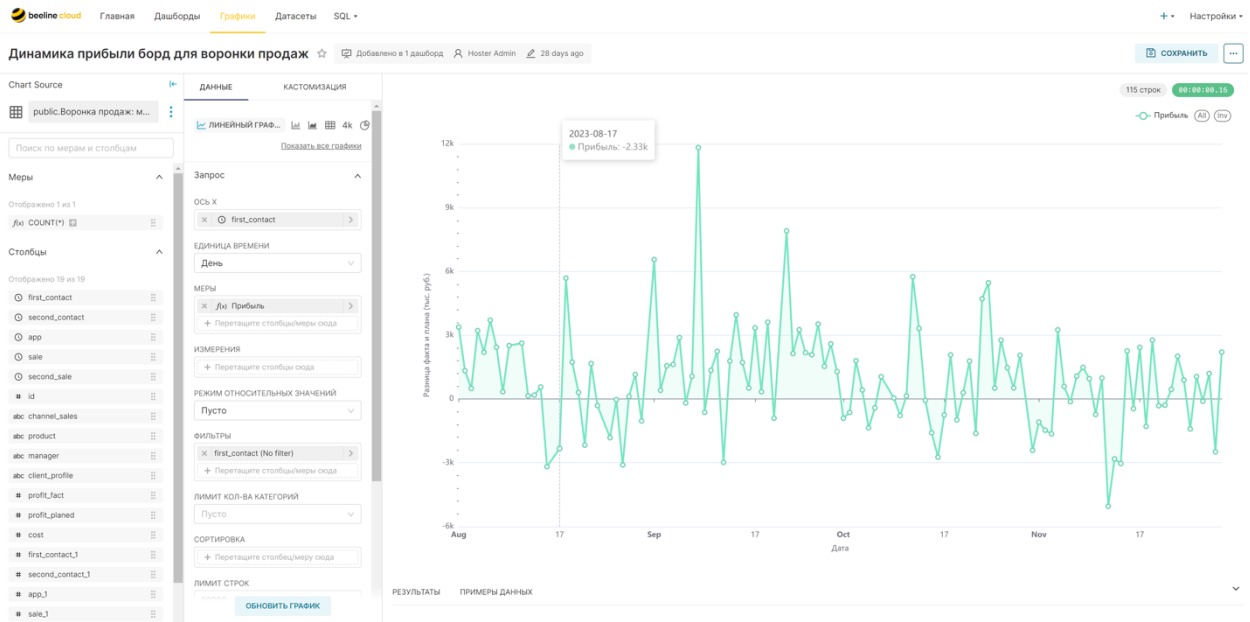 beeline cloud Главная Дашборды Графики Датасеты SQL Настройки
Динамика прибыли борд для воронки продаж Добавлено в 1 дашборд Hoster Admin 28 days ago СОХРАНИТЬ
Chart Source
public.Воронка продаж: м...
Поиск по мерам и столбцам
Меры
Отображено 1 из 1
f(x) COUNT(*)
Столбцы
Отображено 19 из 19
first_contact
second_contact
app
sale
second_sale
# id
abc channel_sales
abc product
abc manager
abc client_profile
# profit_fact
# profit_planed
# cost
# first_contact_1
# second_contact_1
# app_1
# sale_1
ДАННЫЕ КАСТОМИЗАЦИЯ
ЛИНЕЙНЫЙ ГРАФ... 4k
Показать все графики
Запрос
ОСЬ X
first_contact
ЕДИНИЦА ВРЕМЕНИ
День
МЕРЫ
f(x) Прибыль
+ Перетащите столбцы/меры сюда
ИЗМЕРЕНИЯ
+ Перетащите столбцы сюда
РЕЖИМ ОТНОСИТЕЛЬНЫХ ЗНАЧЕНИЙ
Пусто
ФИЛЬТРЫ
first_contact (No filter)
+ Перетащите столбцы/меры сюда
ЛИМИТ КОЛ-ВА КАТЕГОРИЙ
Пусто
СОРТИРОВКА
+ Перетащите столбец/меру сюда
ЛИМИТ СТРОК
ОБНОВИТЬ ГРАФИК
115 строк 00:00:00.16
Прибыль All Inv
2023-08-17
Прибыль: -2.33k
12k
9k
6k
3k
0
-3k
-6k
Разница факта и плана (тыс. руб.)
Aug 17 Sep 17 Oct 17 Nov 17
Дата
РЕЗУЛЬТАТЫ ПРИМЕРЫ ДАННЫХ